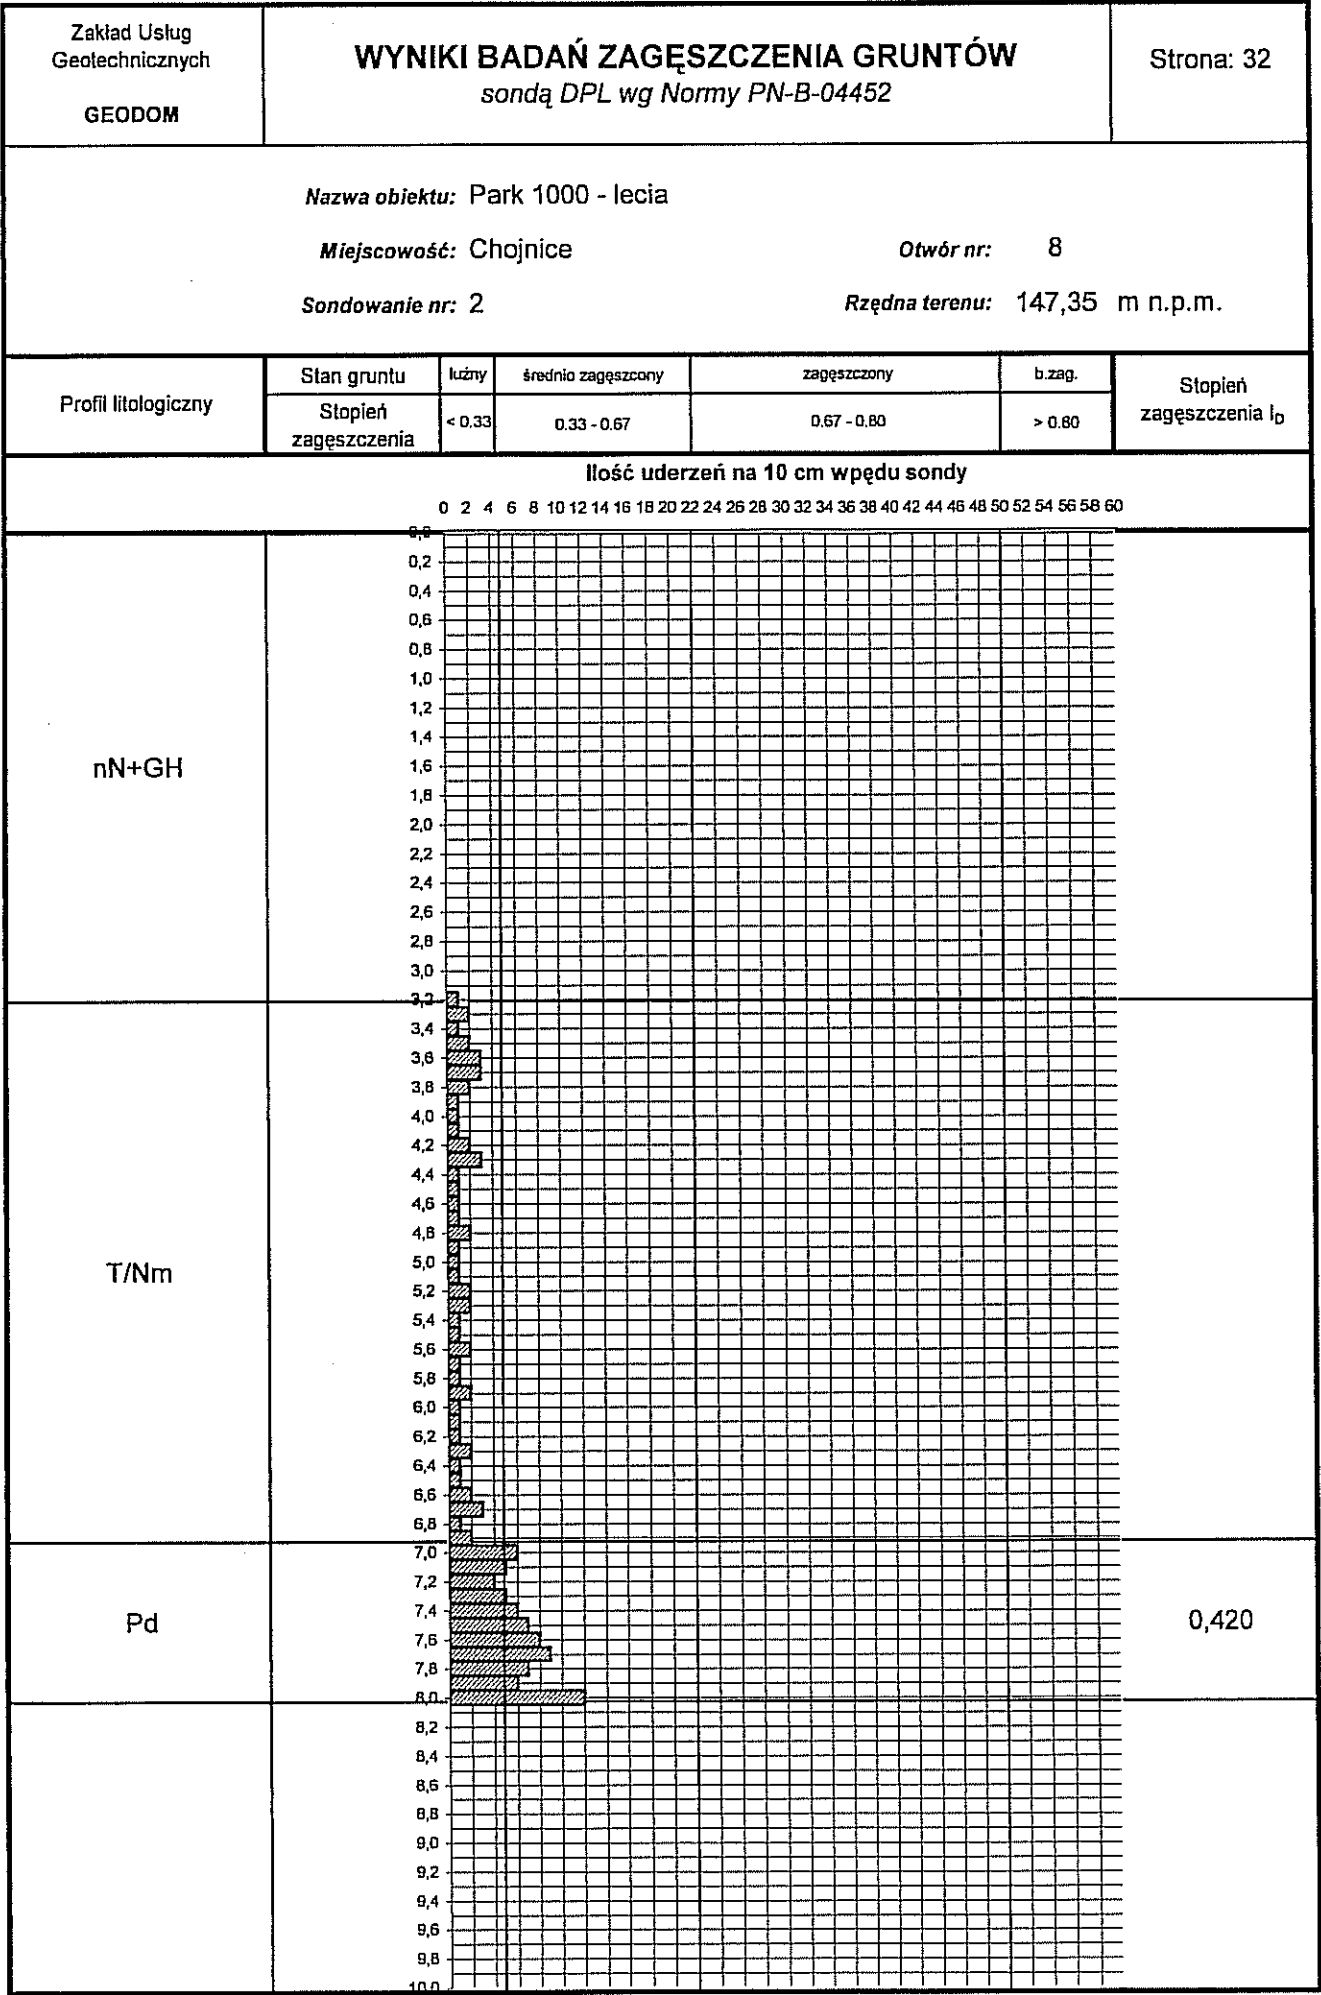 Zakład Usług
Geotechnicznych
GEODOM
WYNIKI BADAŃ ZAGĘSZCZENIA GRUNTÓW
sondą DPL wg Normy PN-B-04452
Strona: 32
Nazwa obiektu: Park 1000 - lecia
Miejscowość: Chojnice
Otwór nr: 8
Sondowanie nr: 2
Rzędna terenu: 147,35 m n.p.m.
Profil litologiczny
Stan gruntu
luźny
średnio zagęszcony
zagęszczony
b.zag.
Stopień
zagęszczenia I_D
Stopień
zagęszczenia
< 0.33
0.33 - 0.67
0.67 - 0.80
> 0.80
Ilość uderzeń na 10 cm wpędu sondy
0 2 4 6 8 10 12 14 16 18 20 22 24 26 28 30 32 34 36 38 40 42 44 46 48 50 52 54 56 58 60
0,0
0,2
0,4
0,6
0,8
1,0
1,2
1,4
nN+GH
1,6
1,8
2,0
2,2
2,4
2,6
2,8
3,0
3,2
3,4
3,6
3,8
4,0
4,2
4,4
4,6
4,8
5,0
T/Nm
5,2
5,4
5,6
5,8
6,0
6,2
6,4
6,6
6,8
7,0
7,2
7,4
Pd
0,420
7,6
7,8
8,0
8,2
8,4
8,6
8,8
9,0
9,2
9,4
9,6
9,8
10,0